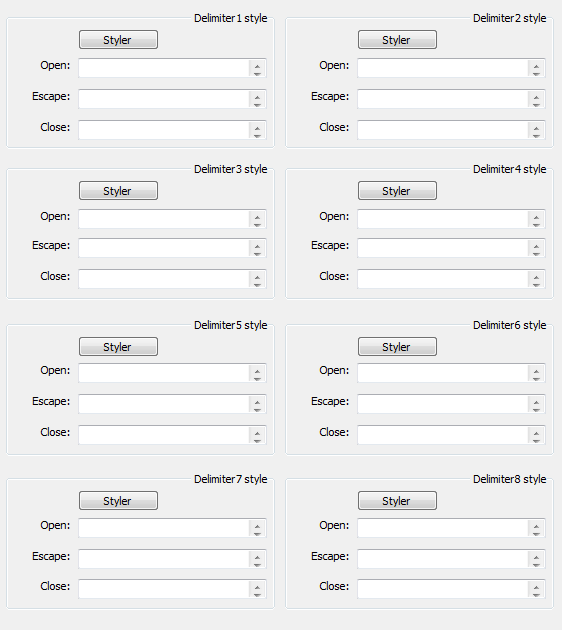 Delimiter1 style
Styler
Open:
Escape:
Close:
Delimiter2 style
Styler
Open:
Escape:
Close:
Delimiter3 style
Styler
Open:
Escape:
Close:
Delimiter4 style
Styler
Open:
Escape:
Close:
Delimiter5 style
Styler
Open:
Escape:
Close:
Delimiter6 style
Styler
Open:
Escape:
Close:
Delimiter7 style
Styler
Open:
Escape:
Close:
Delimiter8 style
Styler
Open:
Escape:
Close: